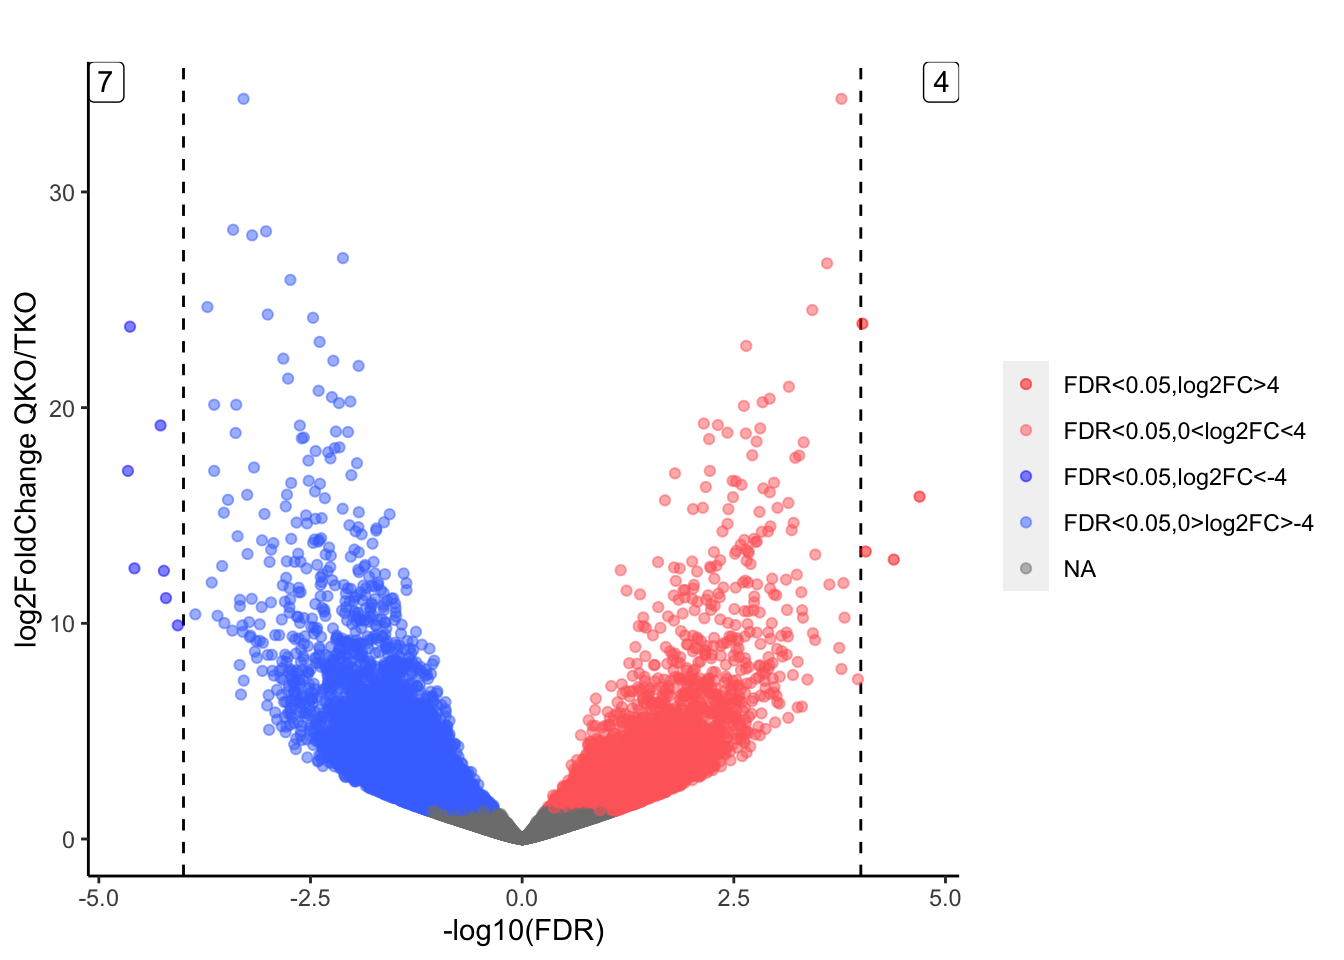 7
4
30
20
10
0
log2FoldChange QKO/TKO
-5.0
-2.5
0.0
2.5
5.0
-log10(FDR)
FDR<0.05,log2FC>4
FDR<0.05,0<log2FC<4
FDR<0.05,log2FC<-4
FDR<0.05,0>log2FC>-4
NA